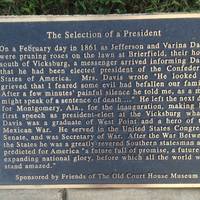 The Selection of a President
On a February day in 1861 as Jefferson and Varina Da
were pruning roses on the lawn at Brierfield, their ho
south of Vicksburg, a messenger arrived informing Da
that he had been elected president of the Confeder
States of America. Mrs. Davis wrote "He looked
grieved that I feared some evil had befallen our fam
After a few minutes' painful silence he told me, as a m
might speak of a sentence of death...." He left the next d
for Montgomery, Ala., for the inauguration, making
first speech as president-elect at the Vicksburg wha
Davis was a graduate of West Point and a hero of t
Mexican War. He served in the United States Congre
Senate, and was Secretary of War. After the War Betwe
the States he was a greatly-revered Southern statesman w
predicted for America "a future full of promise, a future
expanding national glory, before which all the world w
stand amazed."
Sponsored by Friends of The Old Court House Museum